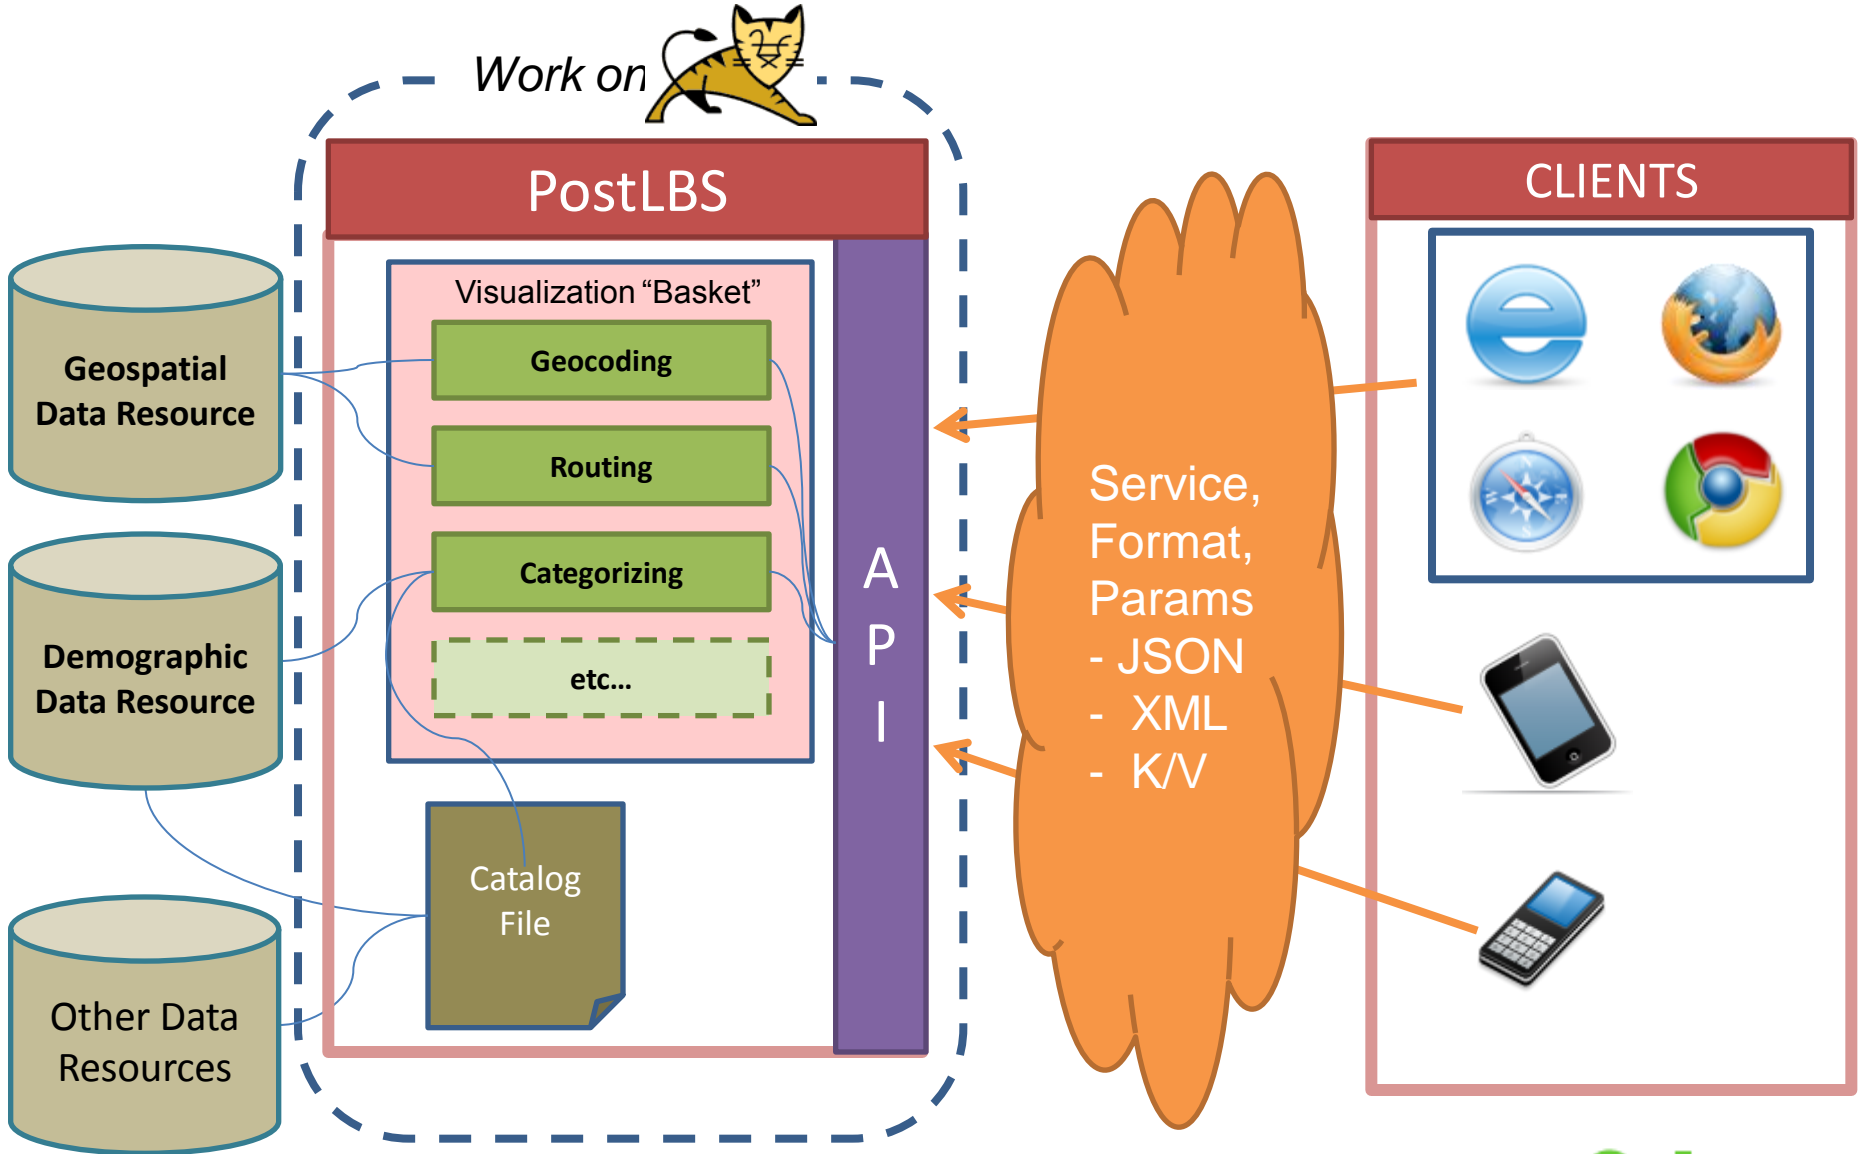 Work on
PostLBS
Visualization “Basket”
Geocoding
Routing
Categorizing
etc...
A
P
I
Catalog
File
Geospatial
Data Resource
Demographic
Data Resource
Other Data
Resources
Service,
Format,
Params
- JSON
- XML
- K/V
CLIENTS